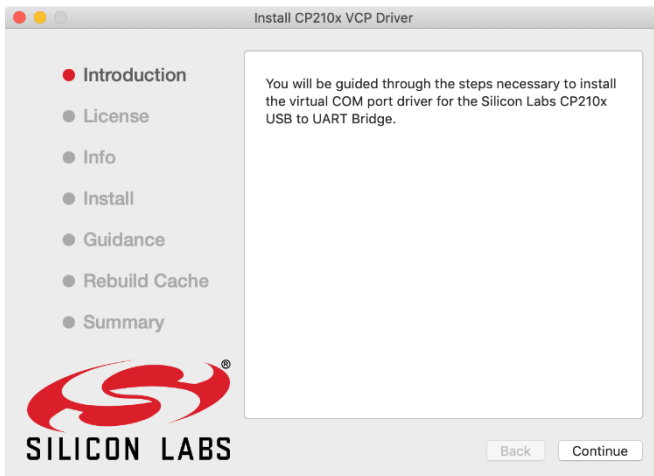 Install CP210x VCP Driver
Introduction
License
Info
Install
Guidance
Rebuild Cache
Summary
You will be guided through the steps necessary to install
the virtual COM port driver for the Silicon Labs CP210x
USB to UART Bridge.
®
SILICON LABS
Back
Continue